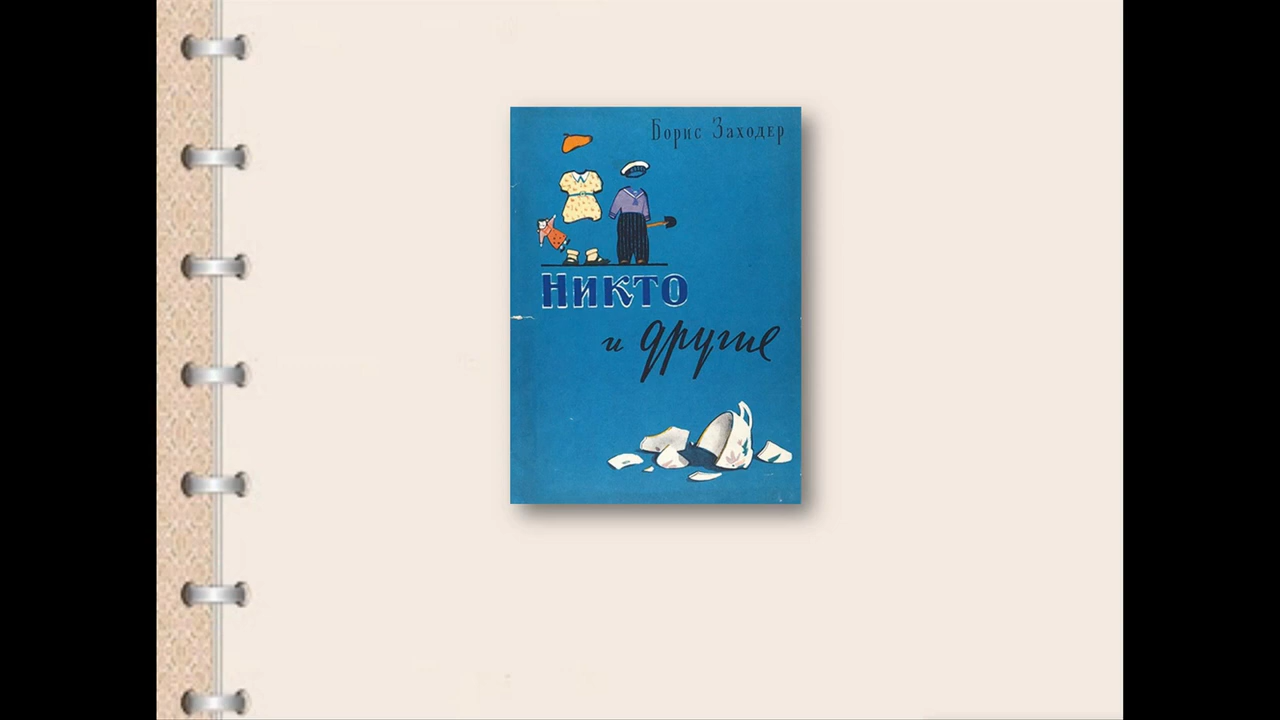 Борис Заходер
Никто
и другие